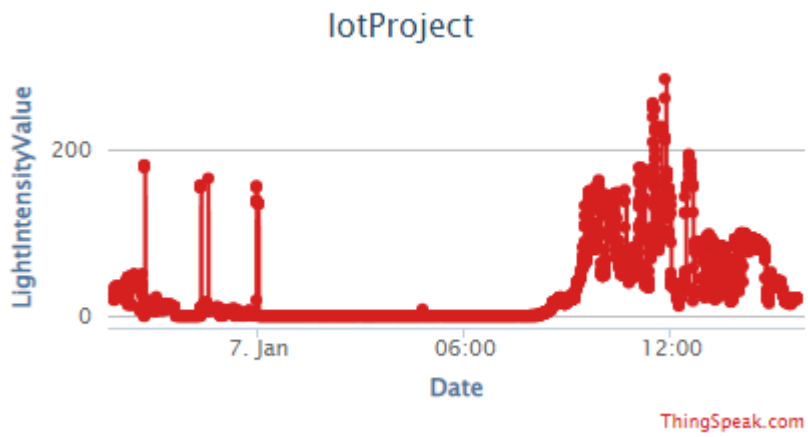 IotProject
LightIntensityValue
200
0
7. Jan
06:00
12:00
Date
ThingSpeak.com